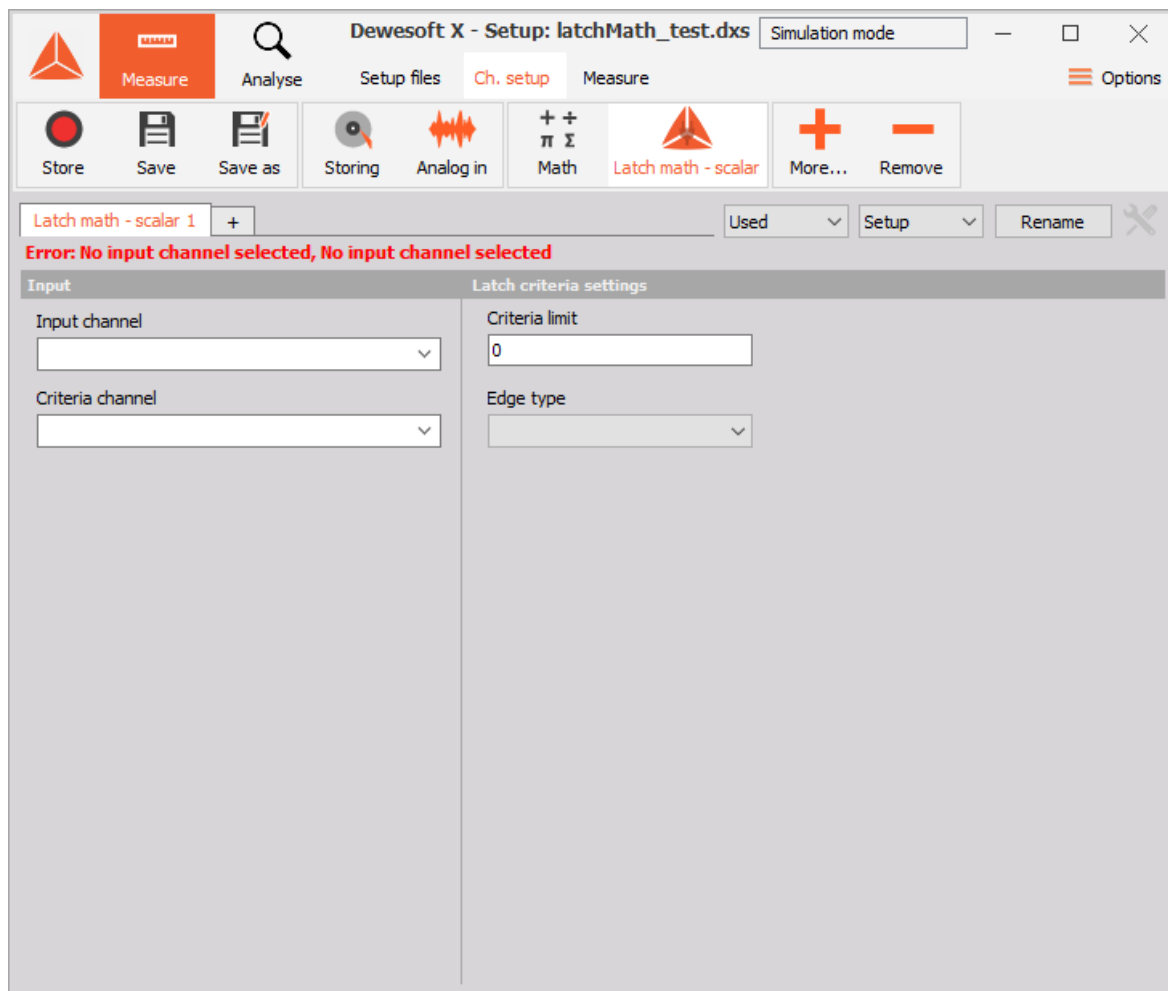 Dewesoft X - Setup: latchMath_test.dxs
Simulation mode
Measure
Analyse
Setup files
Ch. setup
Measure
Options
Store
Save
Save as
Storing
Analog in
+ ÷
π Σ
Math
Latch math - scalar
More...
Remove
Latch math - scalar 1
+
Used
Setup
Rename
Error: No input channel selected, No input channel selected
Input
Latch criteria settings
Input channel
Criteria limit
0
Criteria channel
Edge type